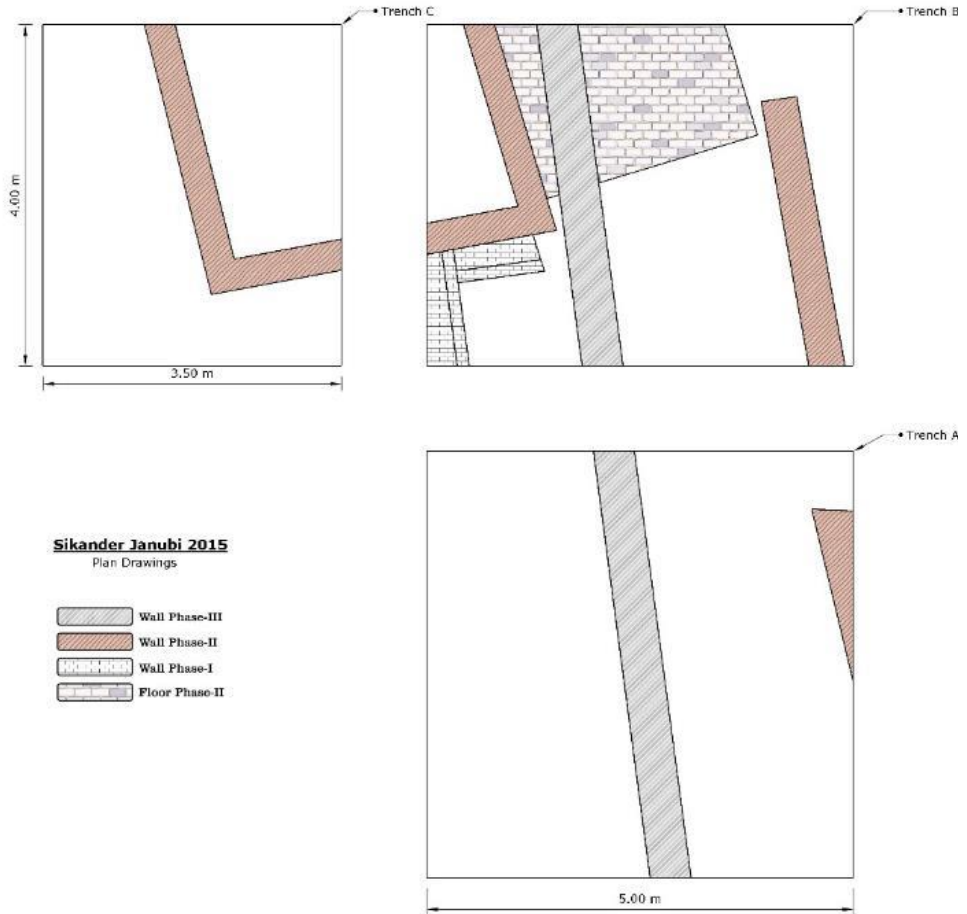 Trench C
Trench B
4.00 m
3.50 m
Trench A
Sikander Janubi 2015
Plan Drawings
Wall Phase-III
Wall Phase-II
Wall Phase-I
Floor Phase-II
5.00 m